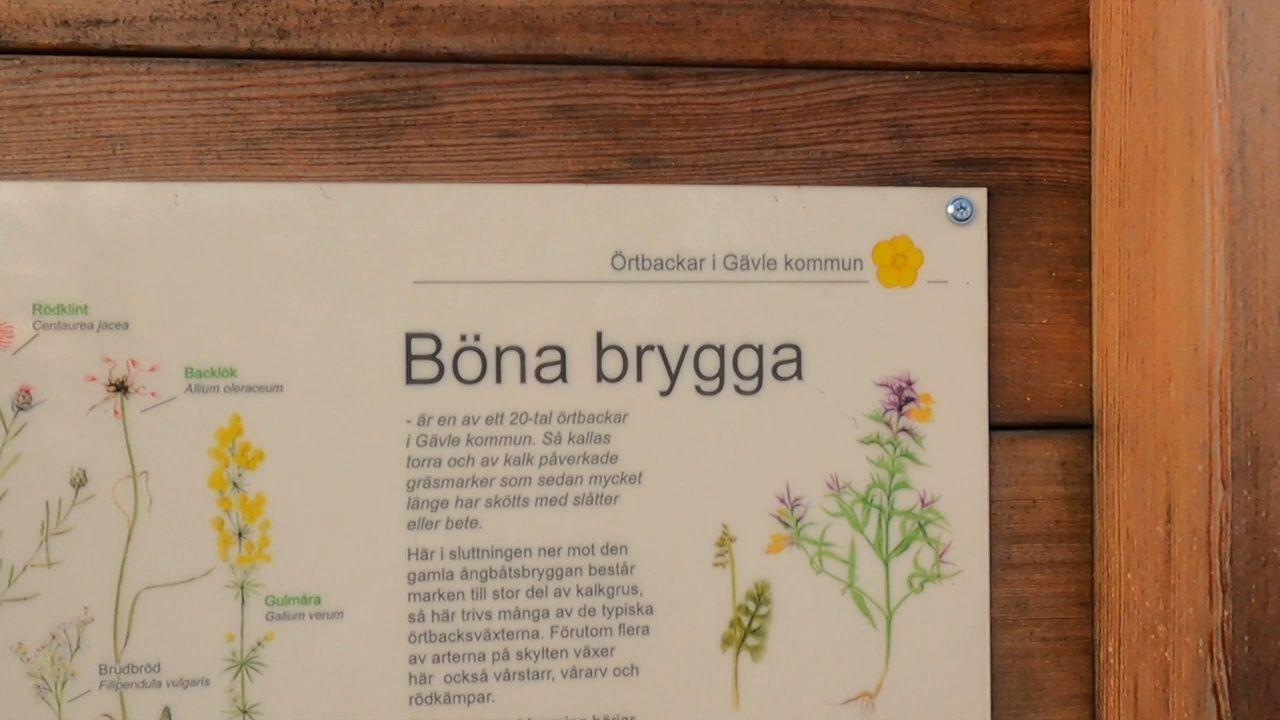 Örtbackar i Gävle kommun
Rödklint
Centaurea jacea
Backlök
Allium oleraceum
Gulmåra
Galium verum
Brudbröd
Filipendula vulgaris
Böna brygga
- är en av ett 20-tal örtbackar
i Gävle kommun. Så kallas
torra och av kalk påverkade
gräsmarker som sedan mycket
länge har skötts med slåtter
eller bete.
Här i sluttningen ner mot den
gamla ångbåtsbryggan består
marken till stor del av kalkgrus,
så här trivs många av de typiska
örtbacksväxterna. Förutom flera
av arterna på skylten växer
här också vårstarr, vårarv och
rödkämpar.